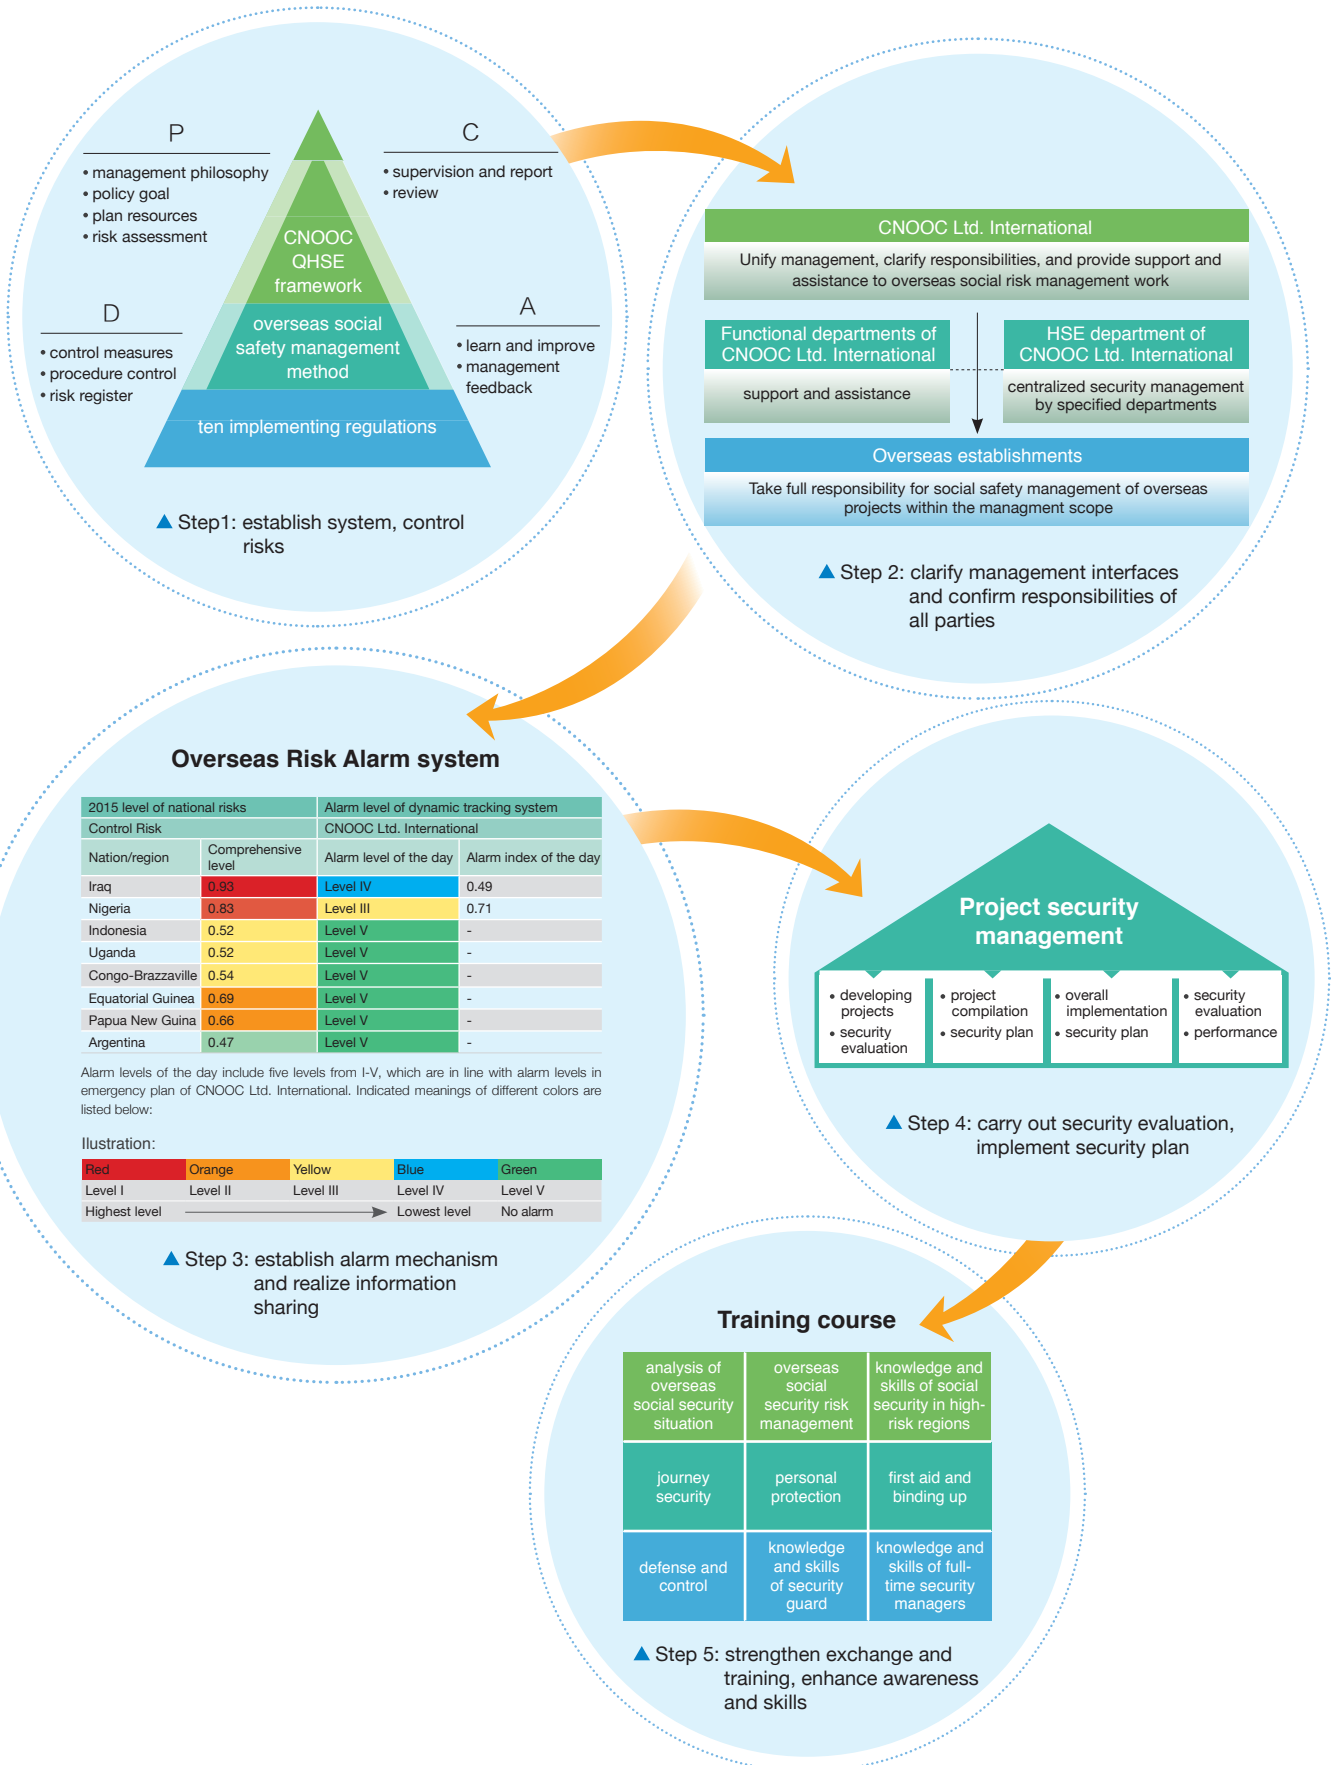 P
• management philosophy
• policy goal
• plan resources
• risk assessment
C
• supervision and report
• review
D
• control measures
• procedure control
• risk register
A
• learn and improve
• management
feedback
CNOOC
QHSE
framework
overseas social
safety management
method
ten implementing regulations
Step1: establish system, control
risks
CNOOC Ltd. International
Unify management, clarify responsibilities, and provide support and
assistance to overseas social risk management work
Functional departments of
CNOOC Ltd. International
support and assistance
HSE department of
CNOOC Ltd. International
centralized security management
by specified departments
Overseas establishments
Take full responsibility for social safety management of overseas
projects within the managment scope
Step 2: clarify management interfaces
and confirm responsibilities of
all parties
Overseas Risk Alarm system
2015 level of national risks Alarm level of dynamic tracking system
Control Risk CNOOC Ltd. International
Nation/region Comprehensive level Alarm level of the day Alarm index of the day
Iraq 0.93 Level IV 0.49
Nigeria 0.83 Level III 0.71
Indonesia 0.52 Level V -
Uganda 0.52 Level V -
Congo-Brazzaville 0.54 Level V -
Equatorial Guinea 0.69 Level V -
Papua New Guina 0.66 Level V -
Argentina 0.47 Level V -
Alarm levels of the day include five levels from I-V, which are in line with alarm levels in
emergency plan of CNOOC Ltd. International. Indicated meanings of different colors are
listed below:
Ilustration:
Red Orange Yellow Blue Green
Level I Level II Level III Level IV Level V
Highest level Lowest level No alarm
Step 3: establish alarm mechanism
and realize information
sharing
Project security
management
• developing
projects
• security
evaluation
• project
compilation
• security plan
• overall
implementation
• security plan
• security
evaluation
• performance
Step 4: carry out security evaluation,
implement security plan
Training course
analysis of
overseas
social security
situation
overseas
social
security risk
management
knowledge and
skills of social
security in high-
risk regions
journey
security
personal
protection
first aid and
binding up
defense and
control
knowledge
and skills
of security
guard
knowledge and
skills of full-
time security
managers
Step 5: strengthen exchange and
training, enhance awareness
and skills